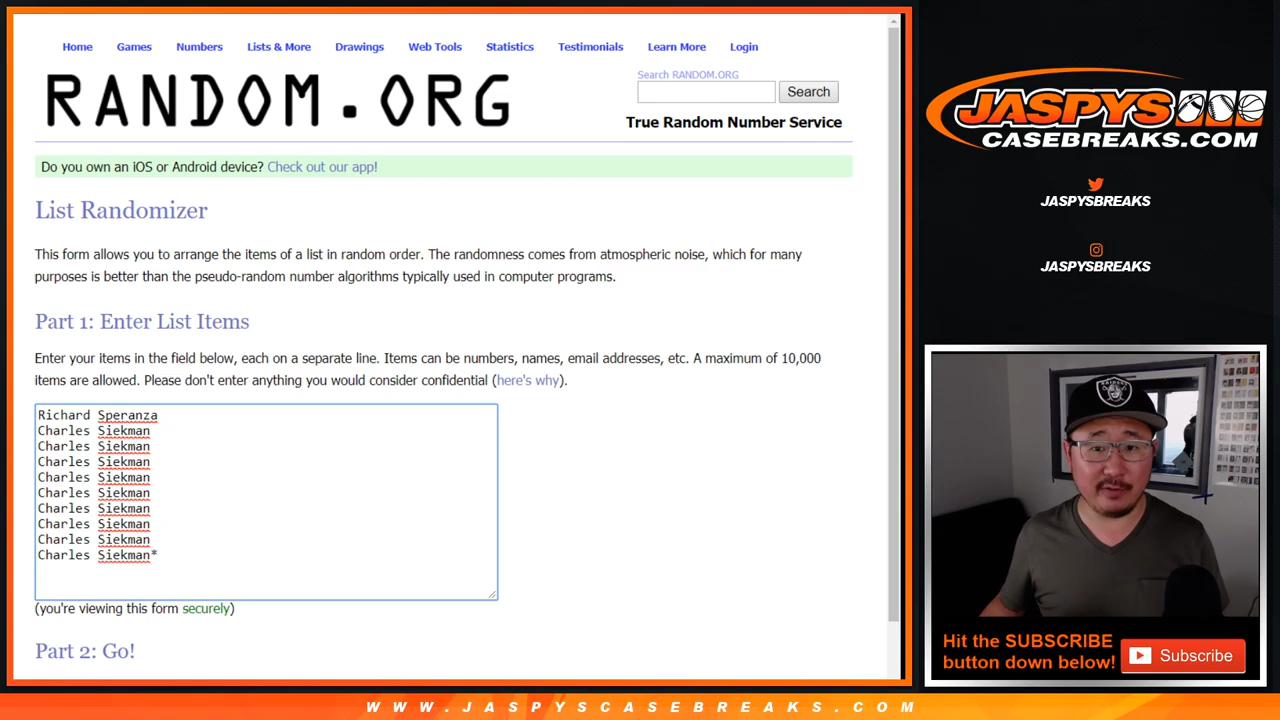 Home Games Numbers Lists & More Drawings Web Tools Statistics Testimonials Learn More Login
RANDOM.ORG
Search RANDOM.ORG
Search
True Random Number Service
Do you own an iOS or Android device? Check out our app!
List Randomizer
This form allows you to arrange the items of a list in random order. The randomness comes from atmospheric noise, which for many
purposes is better than the pseudo-random number algorithms typically used in computer programs.
Part 1: Enter List Items
Enter your items in the field below, each on a separate line. Items can be numbers, names, email addresses, etc. A maximum of 10,000
items are allowed. Please don't enter anything you would consider confidential (here's why).
Richard Speranza
Charles Siekman
Charles Siekman
Charles Siekman
Charles Siekman
Charles Siekman
Charles Siekman
Charles Siekman
Charles Siekman
Charles Siekman*
(you're viewing this form securely)
Part 2: Go!
JASPYS
CASEBREAKS.COM
JASPYSBREAKS
JASPYSBREAKS
RAIDERS
Hit the SUBSCRIBE
button down below!
Subscribe
WWW.JASPYSCASEBREAKS.COM